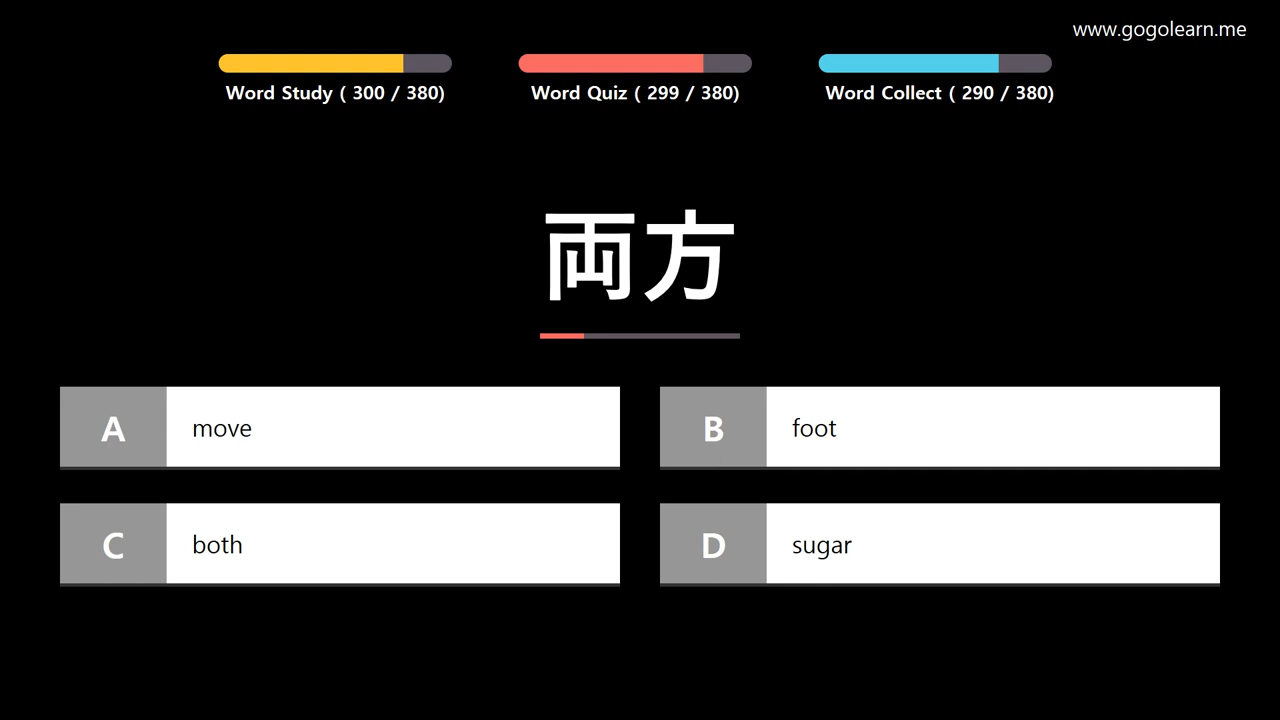 www.gogolearn.me
Word Study ( 300 / 380)
Word Quiz ( 299 / 380)
Word Collect ( 290 / 380)
両方
A move
B foot
C both
D sugar